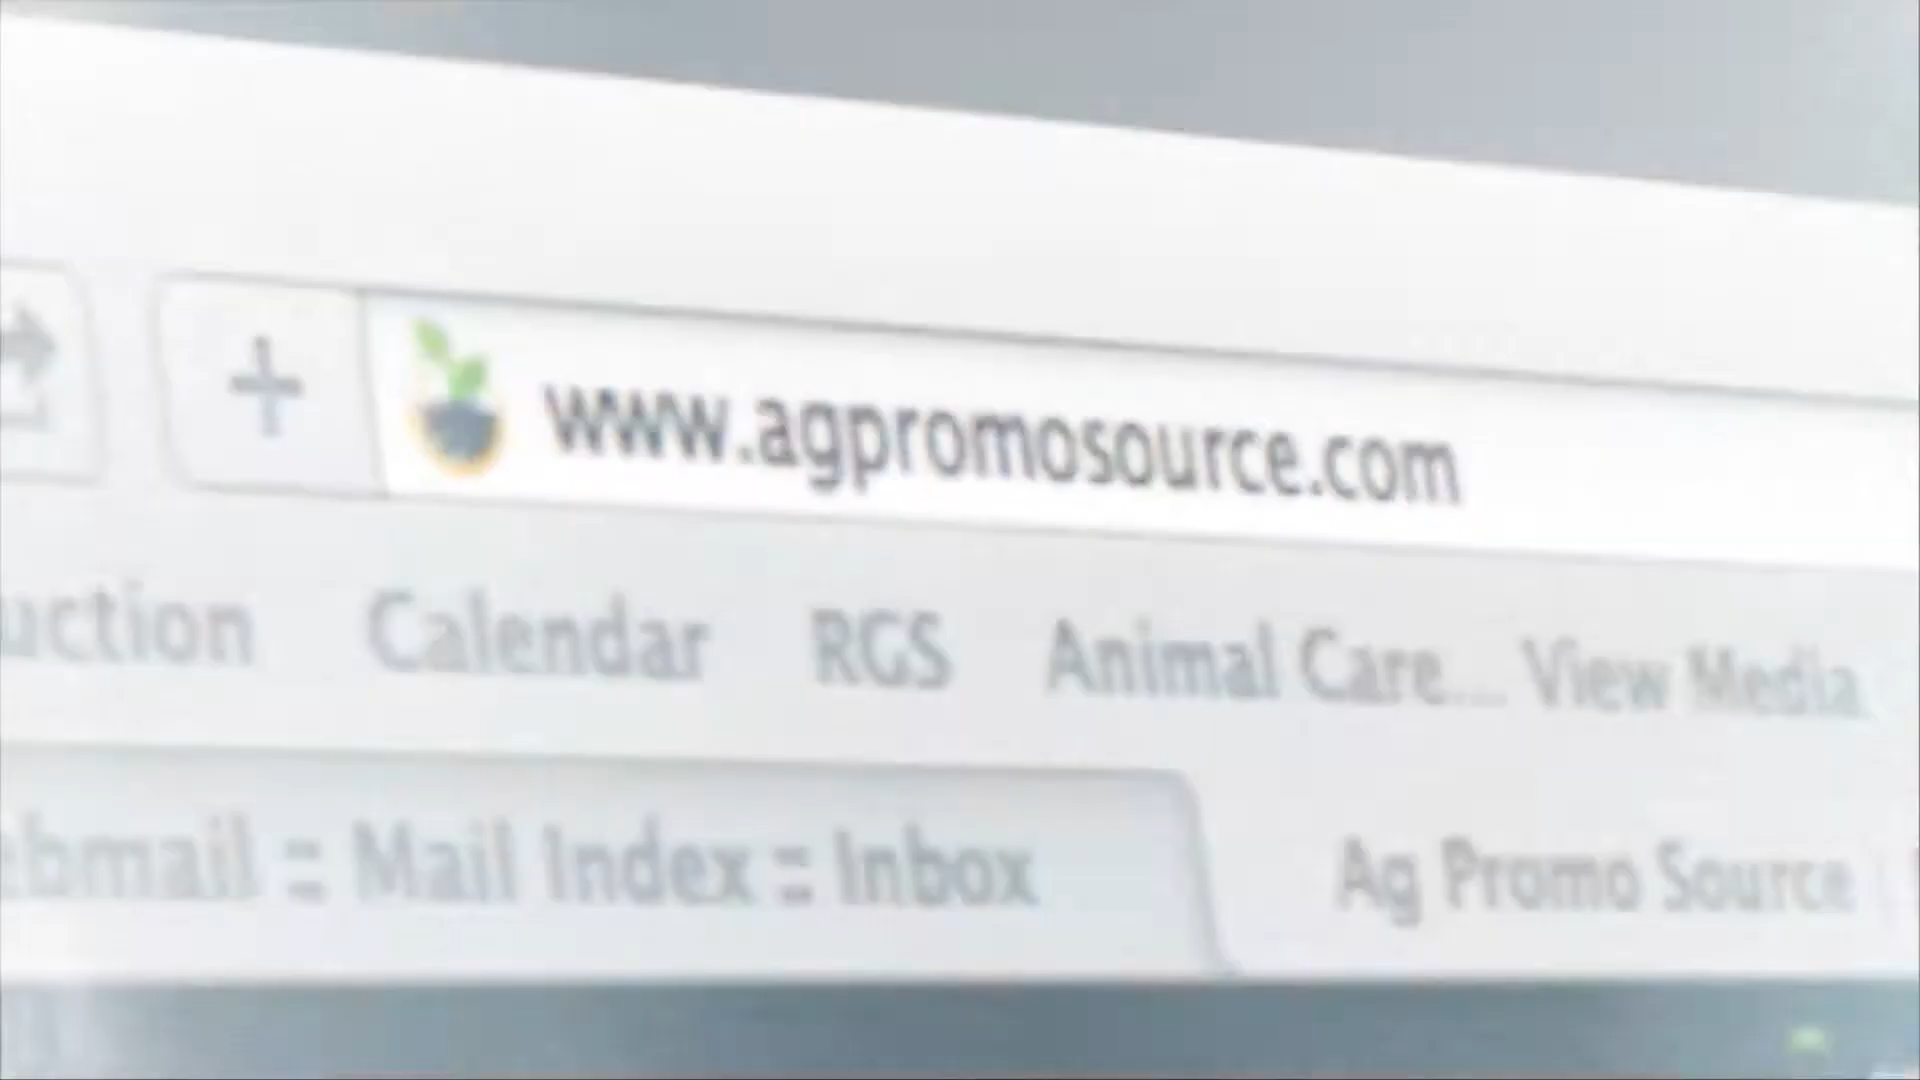 www.agpromosource.com
Calendar RGS Animal Care... View Media
:: Mail Index :: Inbox Ag Promo Source